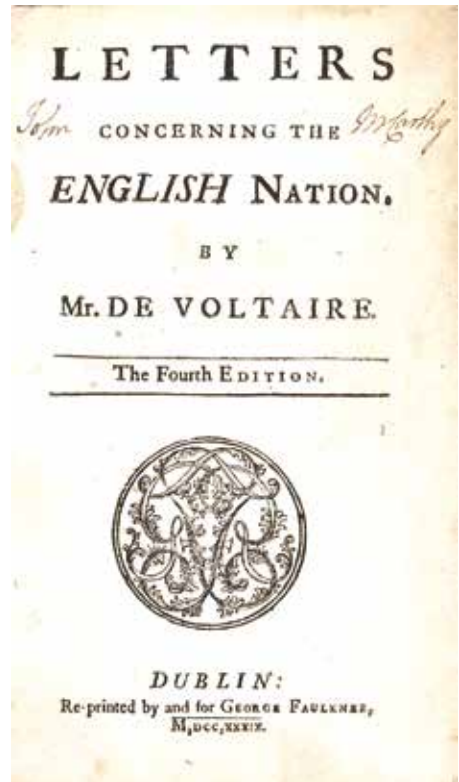 LETTERS
John CONCERNING THE McCarthy
ENGLISH NATION.
BY
Mr. DE VOLTAIRE.
The Fourth EDITION.
DUBLIN:
Re-printed by and for GEORGE FAULKNER,
M,DCC,XXXIX.